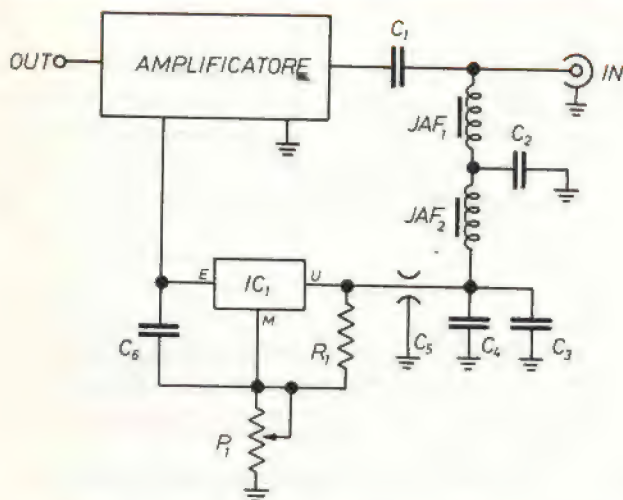 C1
OUT
AMPLIFICATORE
IN
JAF1
C2
JAF2
E
IC1
U
M
C6
R1
C5
C4
C3
P1